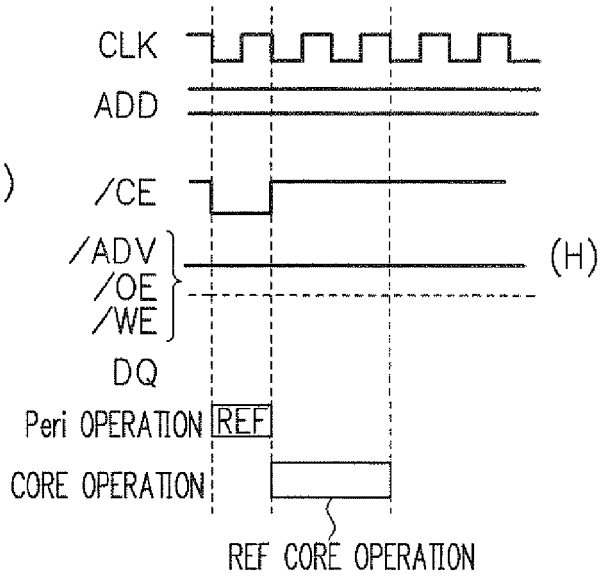 CLK
ADD
)
/CE
/ADV
/OE
/WE
(H)
DQ
Peri OPERATION
REF
CORE OPERATION
REF CORE OPERATION